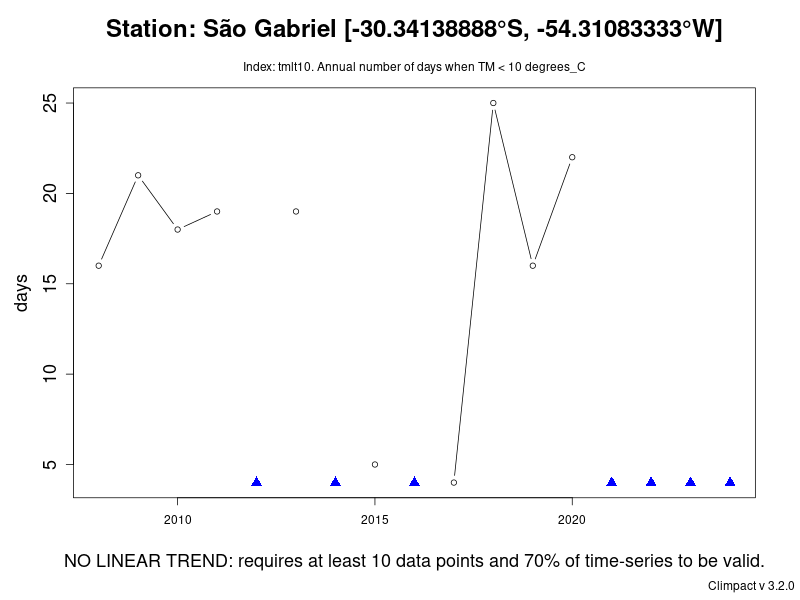 Station: São Gabriel [-30.34138888°S, -54.31083333°W]
Index: tmlt10. Annual number of days when TM < 10 degrees_C
25
20
15
10
5
days
2010 2015 2020
NO LINEAR TREND: requires at least 10 data points and 70% of time-series to be valid.
Climpact v 3.2.0